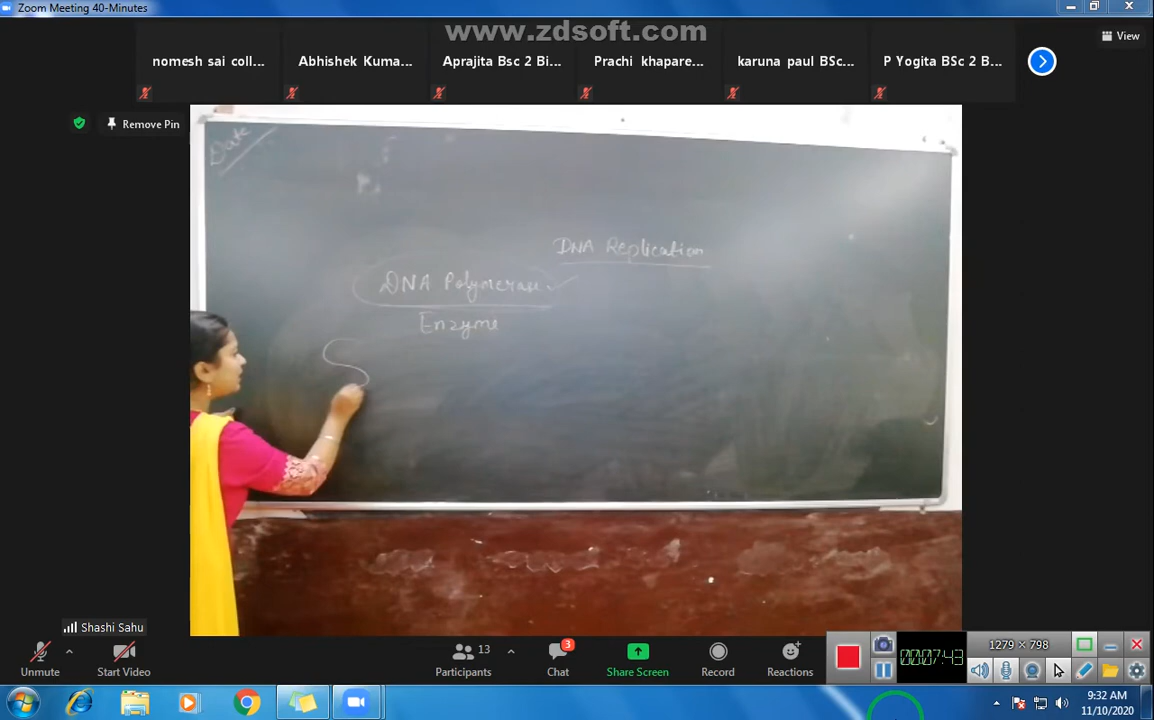 Zoom Meeting 40-Minutes
www.zdsoft.com
View
nomesh sai coll...
Abhishek Kuma...
Aprajita Bsc 2 Bi...
Prachi khapare...
karuna paul BSc...
P Yogita BSc 2 B...
Remove Pin
Date
DNA Replication
DNA Polymerase
Enzyme
Shashi Sahu
Unmute
Start Video
13
Participants
3
Chat
Share Screen
Record
Reactions
00:07:43
1279 × 798
9:32 AM
11/10/2020